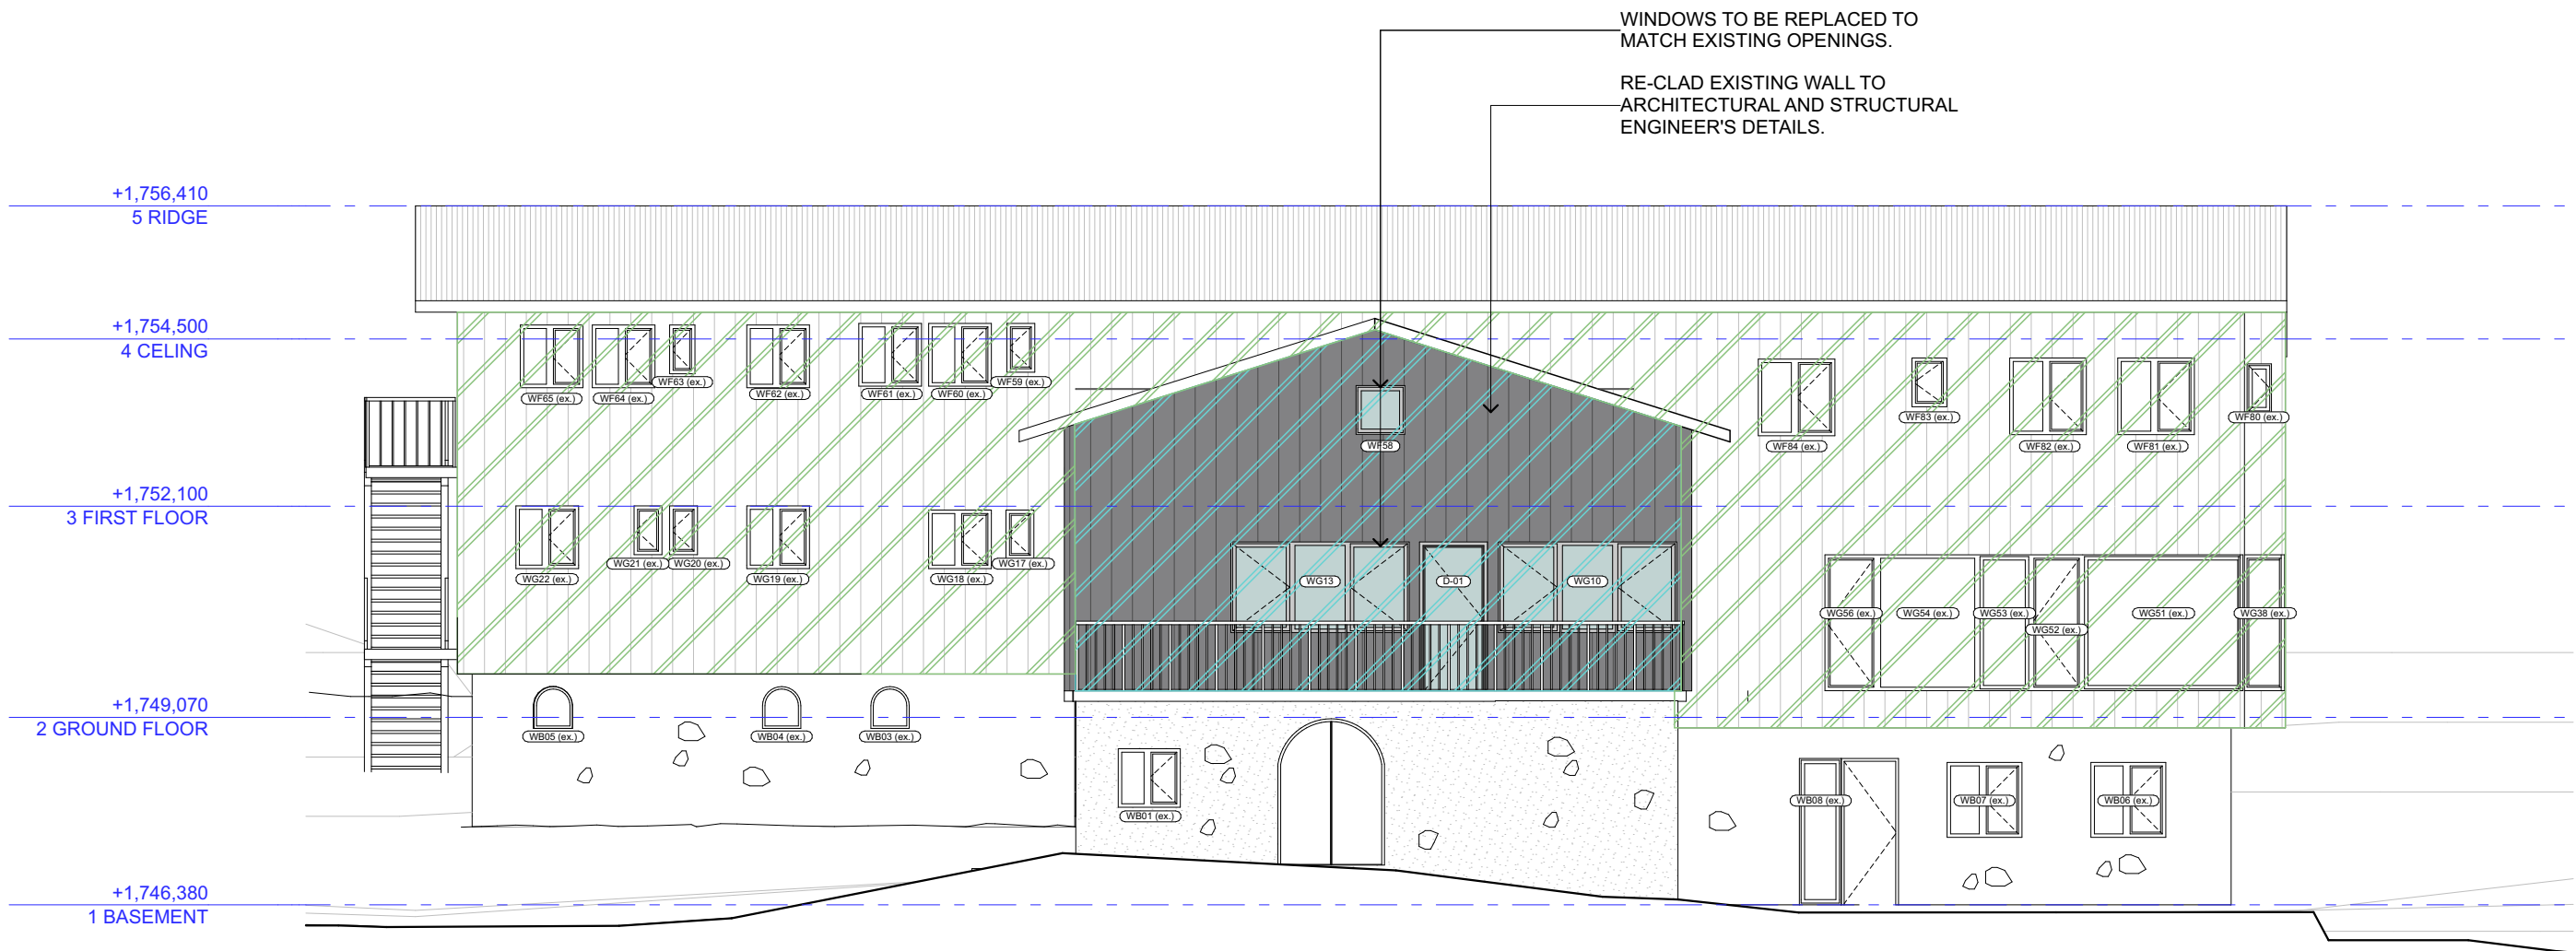 WINDOWS TO BE REPLACED TO
MATCH EXISTING OPENINGS.
RE-CLAD EXISTING WALL TO
ARCHITECTURAL AND STRUCTURAL
ENGINEER'S DETAILS.
+1,756,410
5 RIDGE
+1,754,500
4 CELING
WF65 (ex.)
WF64 (ex.)
WF63 (ex.)
WF62 (ex.)
WF61 (ex.)
WF60 (ex.)
WF59 (ex.)
WF58
WF84 (ex.)
WF83 (ex.)
WF82 (ex.)
WF81 (ex.)
WF80 (ex.)
+1,752,100
3 FIRST FLOOR
WG22 (ex.)
WG21 (ex.)
WG20 (ex.)
WG19 (ex.)
WG18 (ex.)
WG17 (ex.)
WG13
D-01
WG10
WG56 (ex.)
WG54 (ex.)
WG53 (ex.)
WG52 (ex.)
WG51 (ex.)
WG38 (ex.)
+1,749,070
2 GROUND FLOOR
WB05 (ex.)
WB04 (ex.)
WB03 (ex.)
WB01 (ex.)
WB08 (ex.)
WB07 (ex.)
WB06 (ex.)
+1,746,380
1 BASEMENT